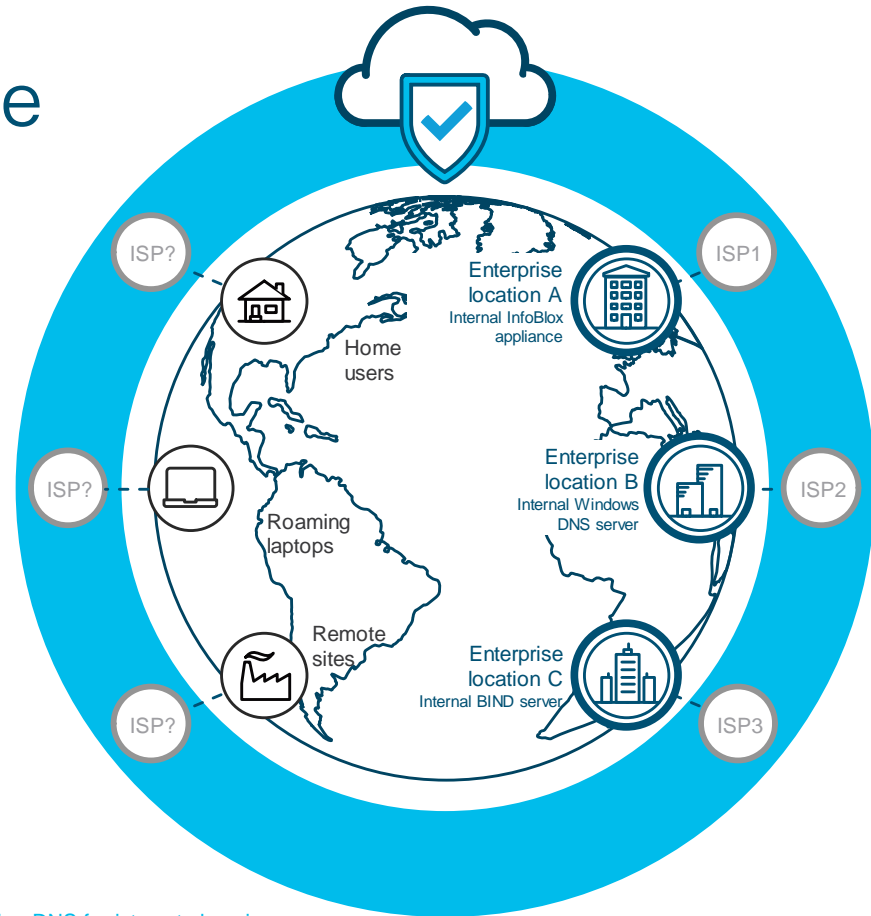 e
ISP?
Home
users
ISP?
Roaming
laptops
ISP?
Remote
sites
Enterprise
location A
Internal InfoBlox
appliance
ISP1
Enterprise
location B
Internal Windows
DNS server
ISP2
Enterprise
location C
Internal BIND server
ISP3